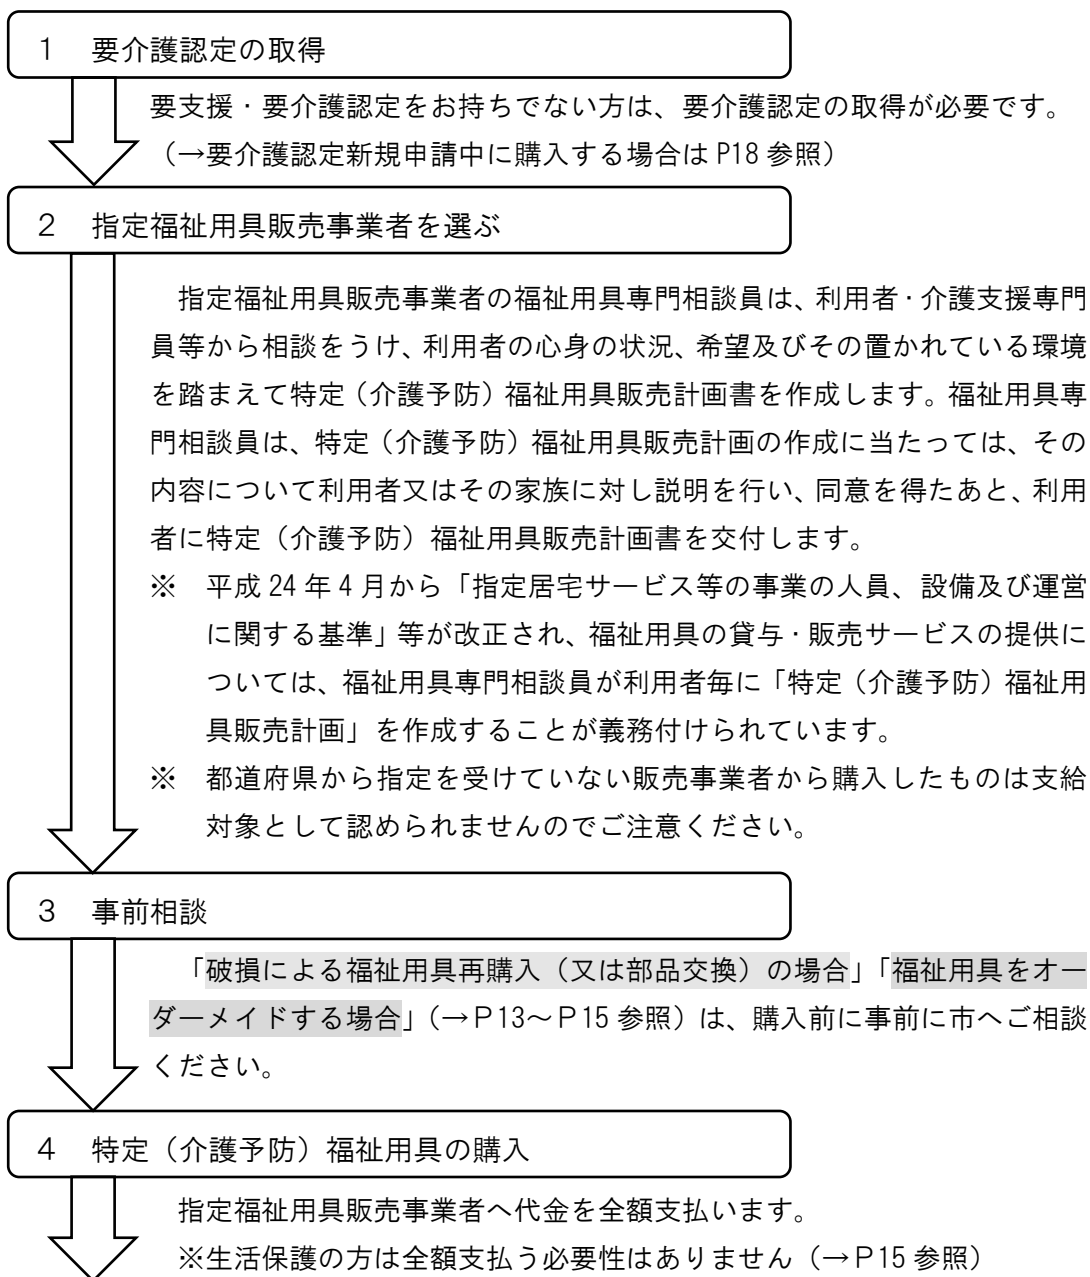 １　要介護認定の取得
要支援・要介護認定をお持ちでない方は、要介護認定の取得が必要です。
（→要介護認定新規申請中に購入する場合は P18 参照）
２　指定福祉用具販売事業者を選ぶ
　指定福祉用具販売事業者の福祉用具専門相談員は、利用者・介護支援専門
員等から相談をうけ、利用者の心身の状況、希望及びその置かれている環境
を踏まえて特定（介護予防）福祉用具販売計画書を作成します。福祉用具専
門相談員は、特定（介護予防）福祉用具販売計画の作成に当たっては、その
内容について利用者又はその家族に対し説明を行い、同意を得たあと、利用
者に特定（介護予防）福祉用具販売計画書を交付します。
※　平成 24 年 4 月から「指定居宅サービス等の事業の人員、設備及び運営
に関する基準」等が改正され、福祉用具の貸与・販売サービスの提供に
ついては、福祉用具専門相談員が利用者毎に「特定（介護予防）福祉用
具販売計画」を作成することが義務付けられています。
※　都道府県から指定を受けていない販売事業者から購入したものは支給
対象として認められませんのでご注意ください。
３　事前相談
　「破損による福祉用具再購入（又は部品交換）の場合」「福祉用具をオー
ダーメイドする場合」（→Ｐ13～Ｐ15 参照）は、購入前に事前に市へご相談
ください。
４　特定（介護予防）福祉用具の購入
　指定福祉用具販売事業者へ代金を全額支払います。
　※生活保護の方は全額支払う必要性はありません（→Ｐ15 参照）